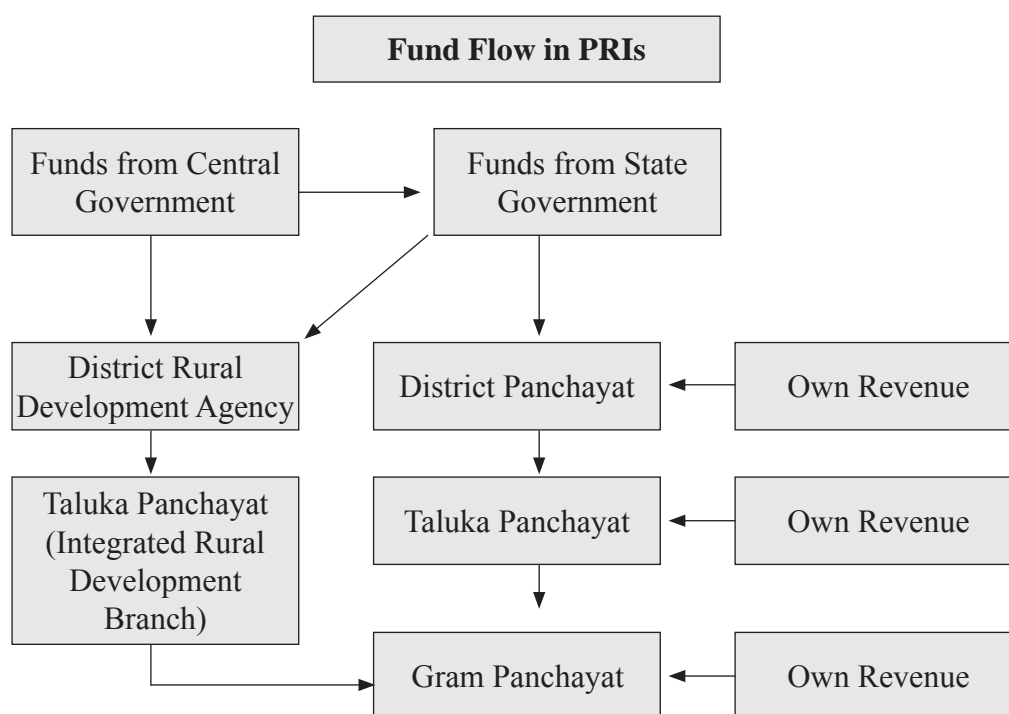 Fund Flow in PRIs
Funds from Central
Government
Funds from State
Government
District Rural
Development Agency
District Panchayat
Own Revenue
Taluka Panchayat
(Integrated Rural
Development
Branch)
Taluka Panchayat
Own Revenue
Gram Panchayat
Own Revenue